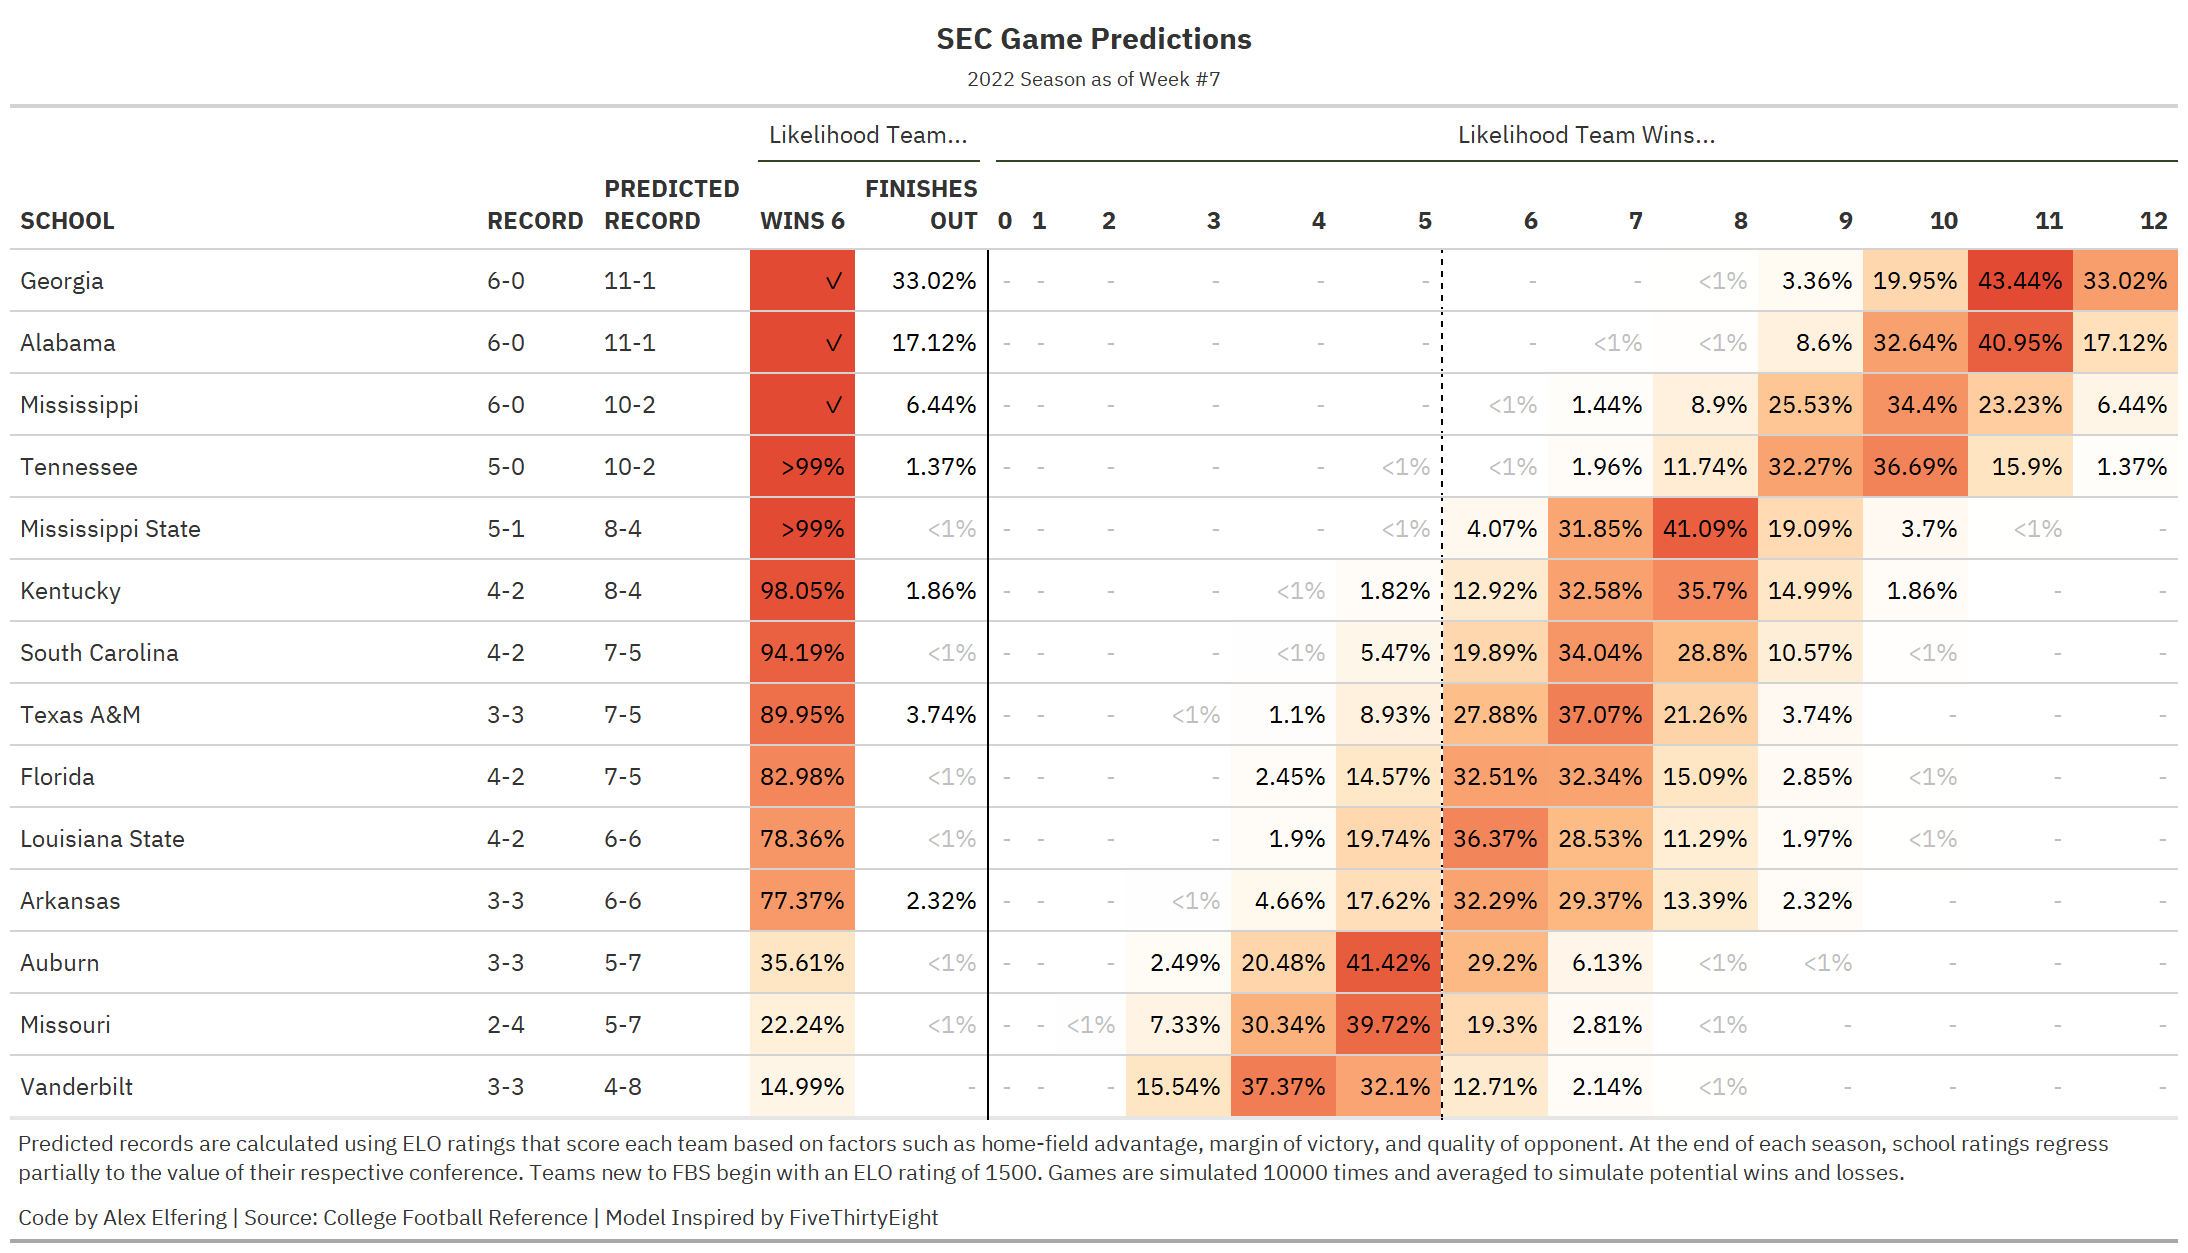 SEC Game Predictions
2022 Season as of Week #7
Likelihood Team... Likelihood Team Wins...
SCHOOL RECORD PREDICTED RECORD WINS 6 FINISHES OUT 0 1 2 3 4 5 6 7 8 9 10 11 12
Georgia 6-0 11-1 ✓ 33.02% - - - - - - - - <1% 3.36% 19.95% 43.44% 33.02%
Alabama 6-0 11-1 ✓ 17.12% - - - - - - - <1% <1% 8.6% 32.64% 40.95% 17.12%
Mississippi 6-0 10-2 ✓ 6.44% - - - - - - <1% 1.44% 8.9% 25.53% 34.4% 23.23% 6.44%
Tennessee 5-0 10-2 >99% 1.37% - - - - - <1% <1% 1.96% 11.74% 32.27% 36.69% 15.9% 1.37%
Mississippi State 5-1 8-4 >99% <1% - - - - - <1% 4.07% 31.85% 41.09% 19.09% 3.7% <1% -
Kentucky 4-2 8-4 98.05% 1.86% - - - - <1% 1.82% 12.92% 32.58% 35.7% 14.99% 1.86% - -
South Carolina 4-2 7-5 94.19% <1% - - - - <1% 5.47% 19.89% 34.04% 28.8% 10.57% <1% - -
Texas A&M 3-3 7-5 89.95% 3.74% - - - <1% 1.1% 8.93% 27.88% 37.07% 21.26% 3.74% - - -
Florida 4-2 7-5 82.98% <1% - - - - 2.45% 14.57% 32.51% 32.34% 15.09% 2.85% <1% - -
Louisiana State 4-2 6-6 78.36% <1% - - - - 1.9% 19.74% 36.37% 28.53% 11.29% 1.97% <1% - -
Arkansas 3-3 6-6 77.37% 2.32% - - - <1% 4.66% 17.62% 32.29% 29.37% 13.39% 2.32% - - -
Auburn 3-3 5-7 35.61% <1% - - - 2.49% 20.48% 41.42% 29.2% 6.13% <1% <1% - - -
Missouri 2-4 5-7 22.24% <1% - - <1% 7.33% 30.34% 39.72% 19.3% 2.81% <1% - - - -
Vanderbilt 3-3 4-8 14.99% - - - - 15.54% 37.37% 32.1% 12.71% 2.14% <1% - - - -
Predicted records are calculated using ELO ratings that score each team based on factors such as home-field advantage, margin of victory, and quality of opponent. At the end of each season, school ratings regress
partially to the value of their respective conference. Teams new to FBS begin with an ELO rating of 1500. Games are simulated 10000 times and averaged to simulate potential wins and losses.
Code by Alex Elfering | Source: College Football Reference | Model Inspired by FiveThirtyEight